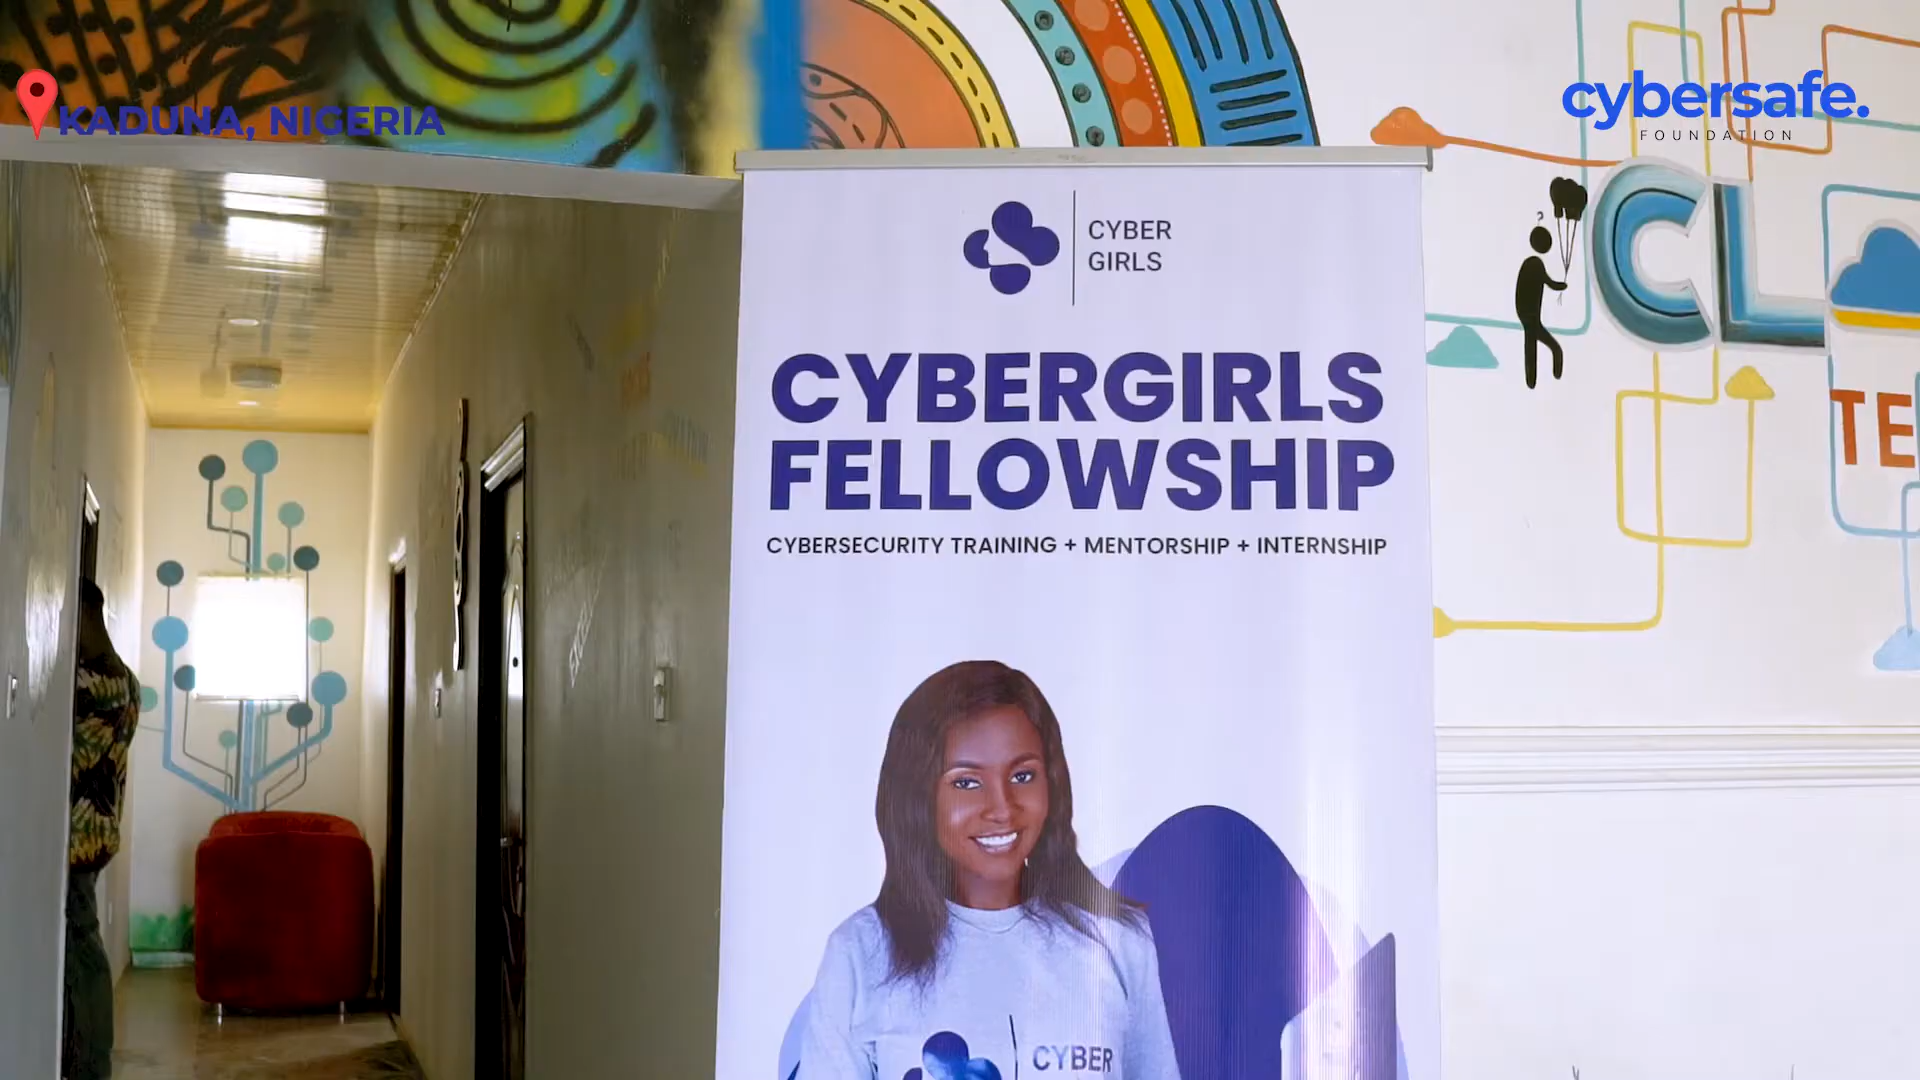 KADUNA, NIGERIA
cybersafe.
FOUNDATION
CYBER
GIRLS
CYBERGIRLS
FELLOWSHIP
CYBERSECURITY TRAINING + MENTORSHIP + INTERNSHIP
CL
TE
CYBER